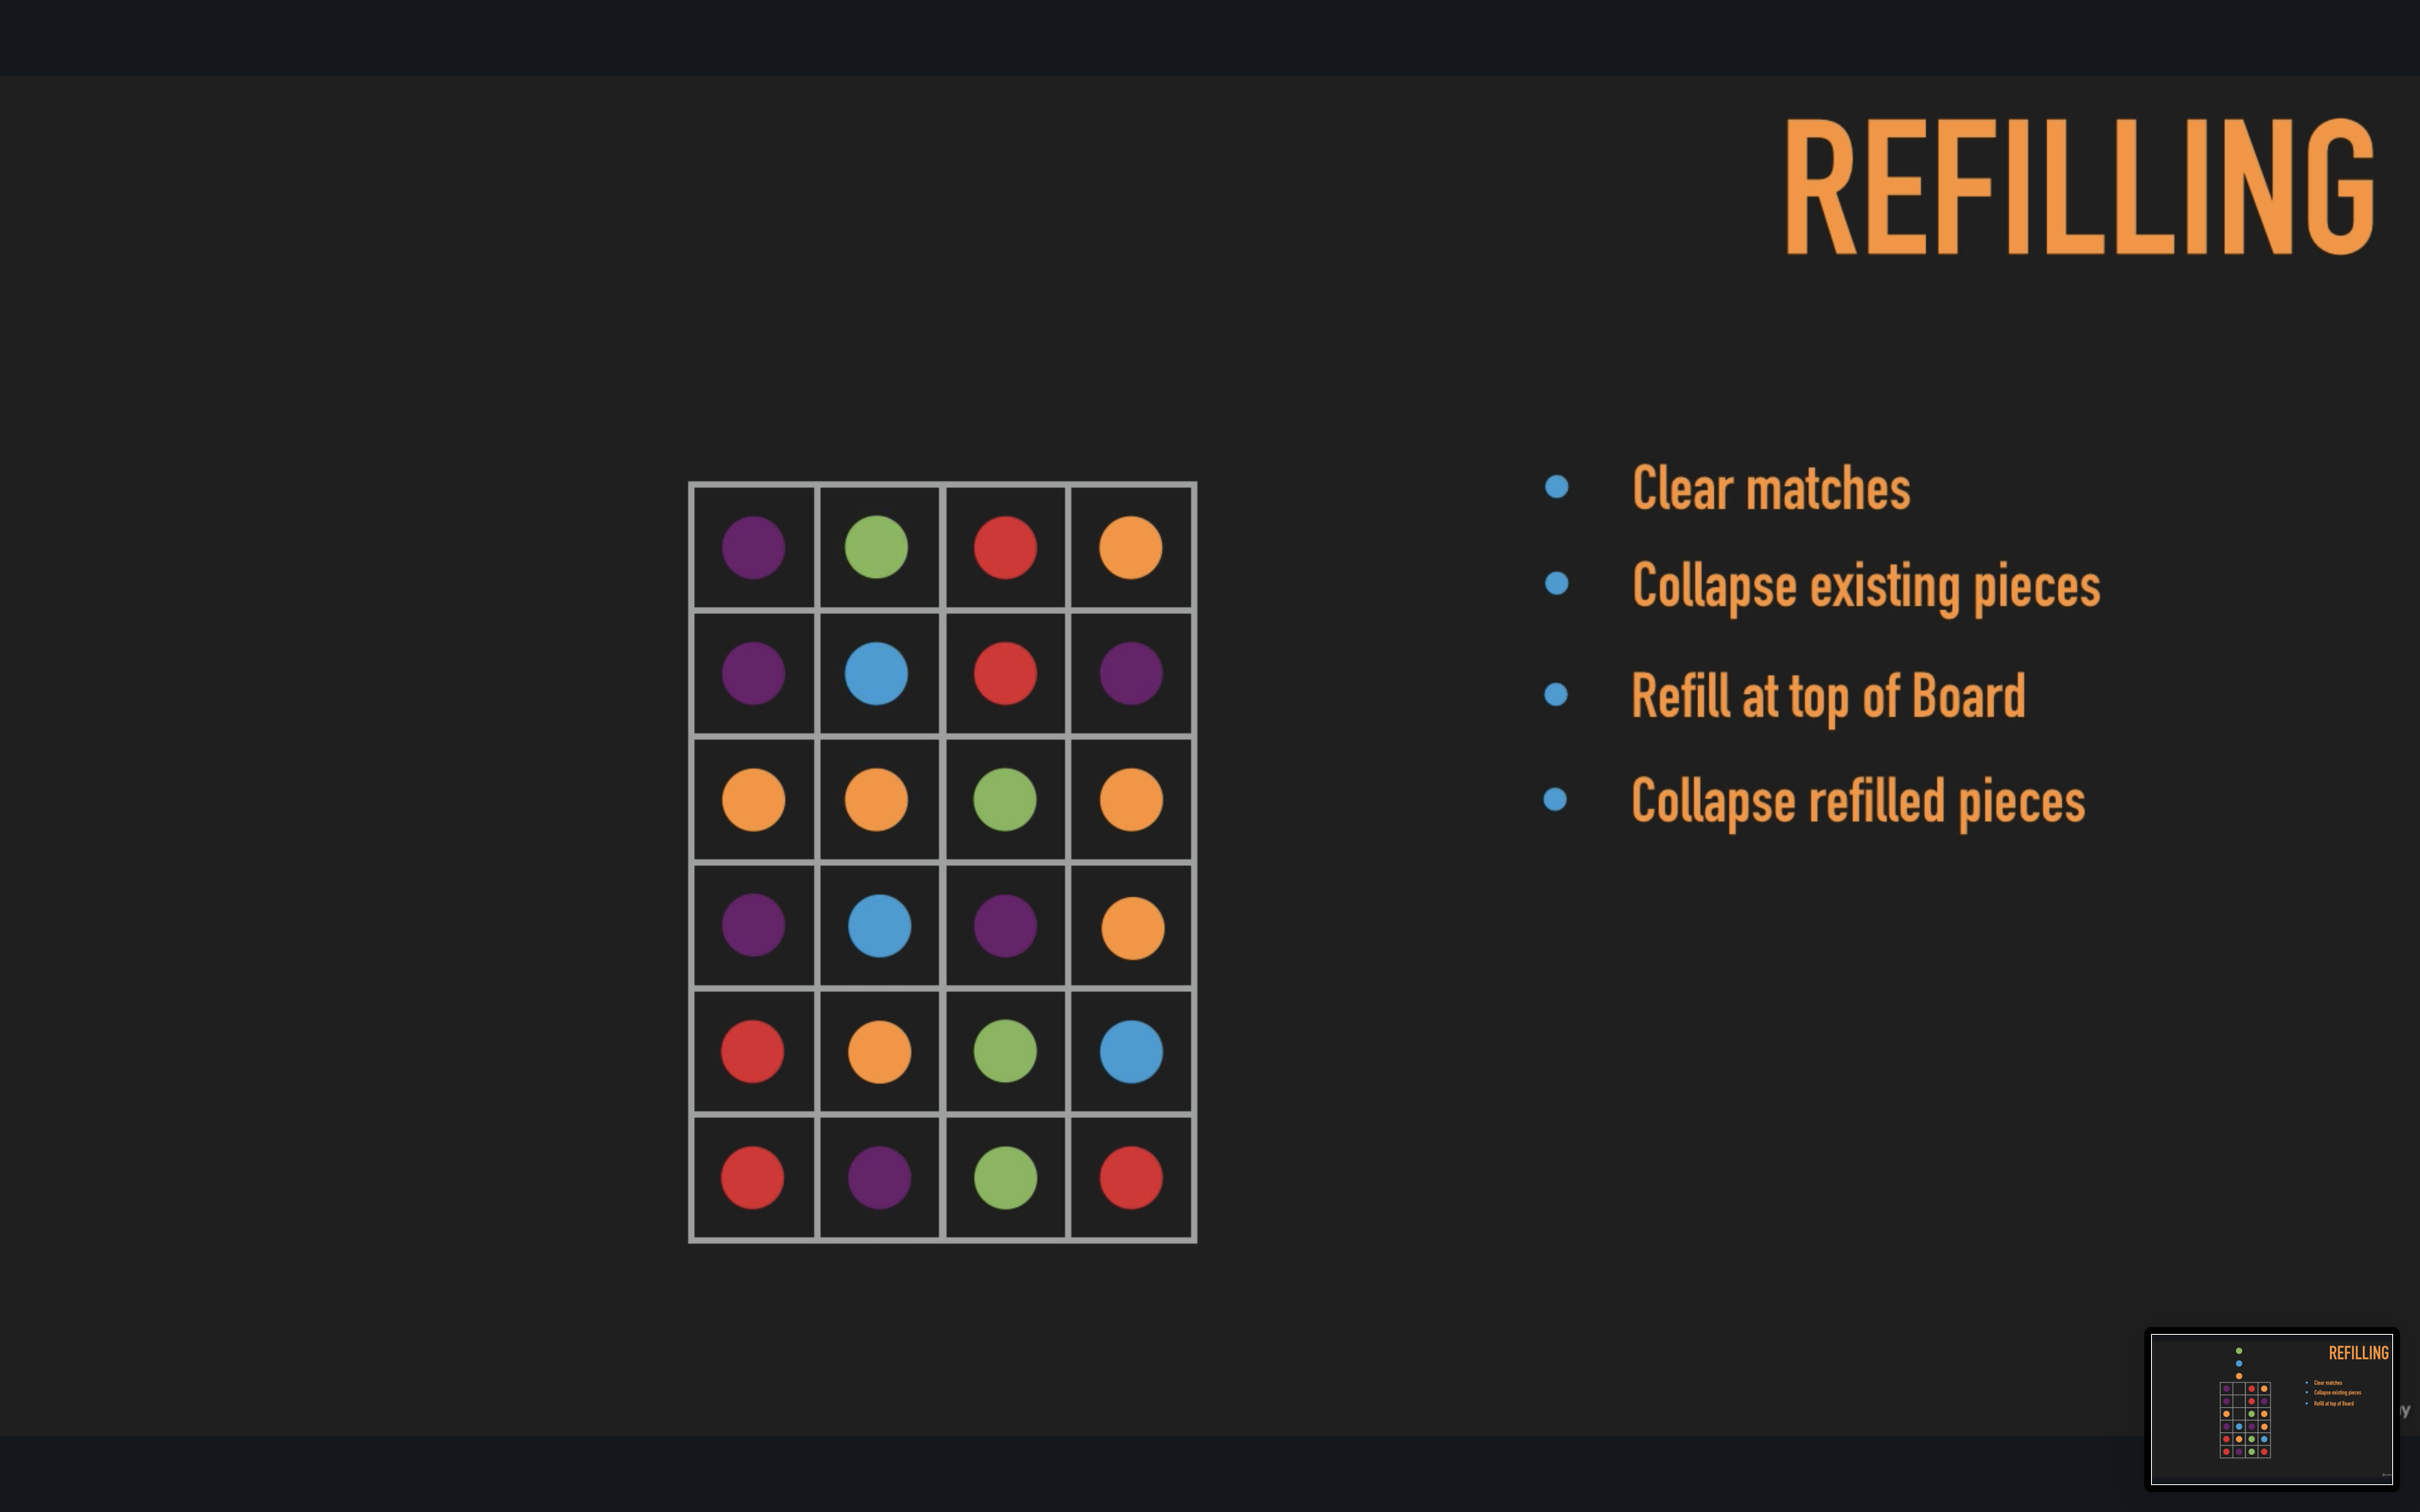 REFILLING
Clear matches
Collapse existing pieces
Refill at top of Board
Collapse refilled pieces
REFILLING
Clear matches
Collapse existing pieces
Refill at top of Board